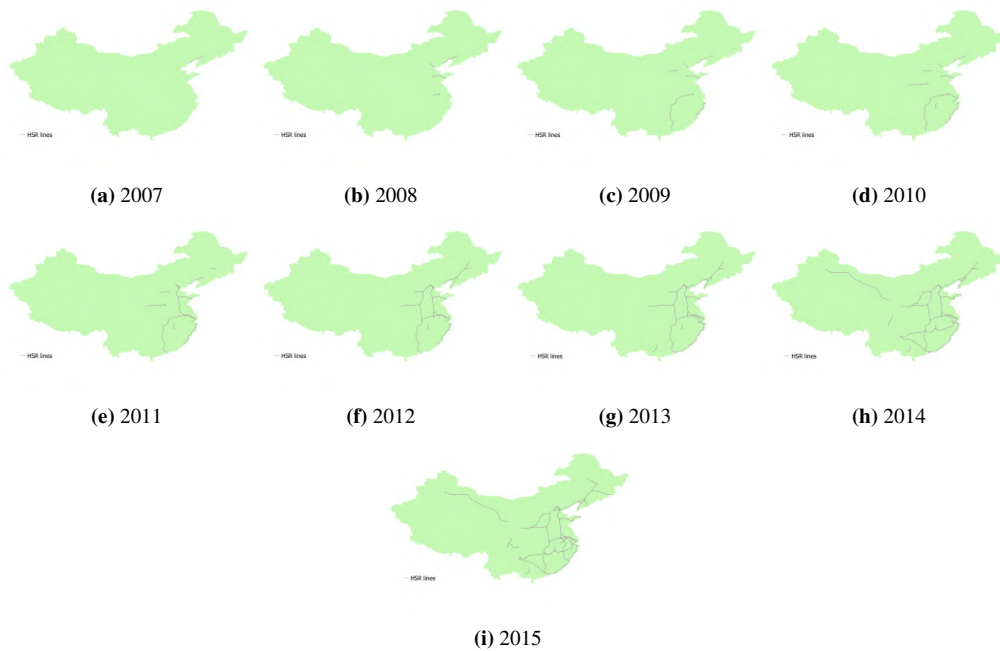 HSR lines
HSR lines
HSR lines
HSR lines
(a) 2007
(b) 2008
(c) 2009
(d) 2010
HSR lines
HSR lines
HSR lines
HSR lines
(e) 2011
(f) 2012
(g) 2013
(h) 2014
HSR lines
(i) 2015